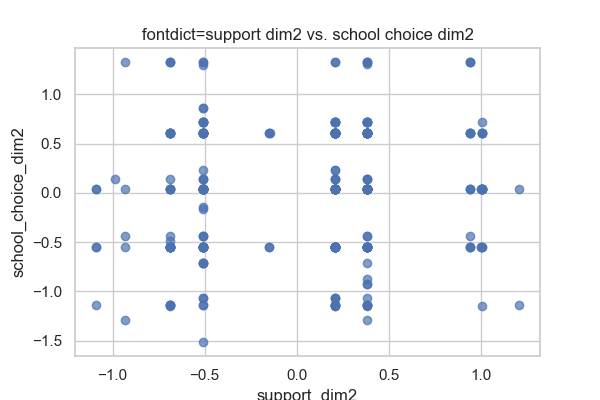 fontdict=support dim2 vs. school choice dim2
school_choice_dim2
1.0
0.5
0.0
−0.5
−1.0
−1.5
−1.0 −0.5 0.0 0.5 1.0
support_dim2